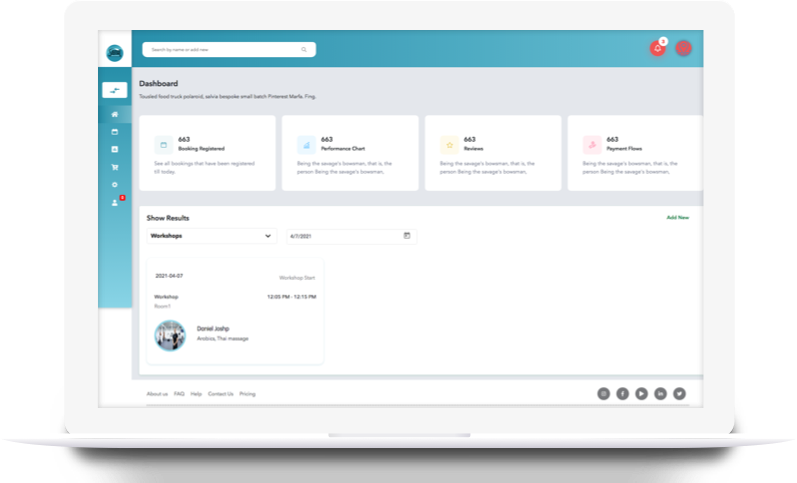 Search by name or add new
3
Dashboard
Tousled food truck polaroid, salvia bespoke small batch Pinterest Marfa. Fing.
663
Booking Registered
See all bookings that have been registered
till today.
663
Performance Chart
Being the savage's bowsman, that is, the
person Being the savage's bowsman,
663
Reviews
Being the savage's bowsman, that is, the
person Being the savage's bowsman,
663
Payment Flows
Being the savage's bowsman, that is, the
person Being the savage's bowsman,
Show Results
Add New
Workshops
4/7/2021
2021-04-07
Workshop Start
Workshop
12:05 PM - 12:15 PM
Room1
Daniel Joshp
Arobics, Thai massage
About us
FAQ
Help
Contact Us
Pricing